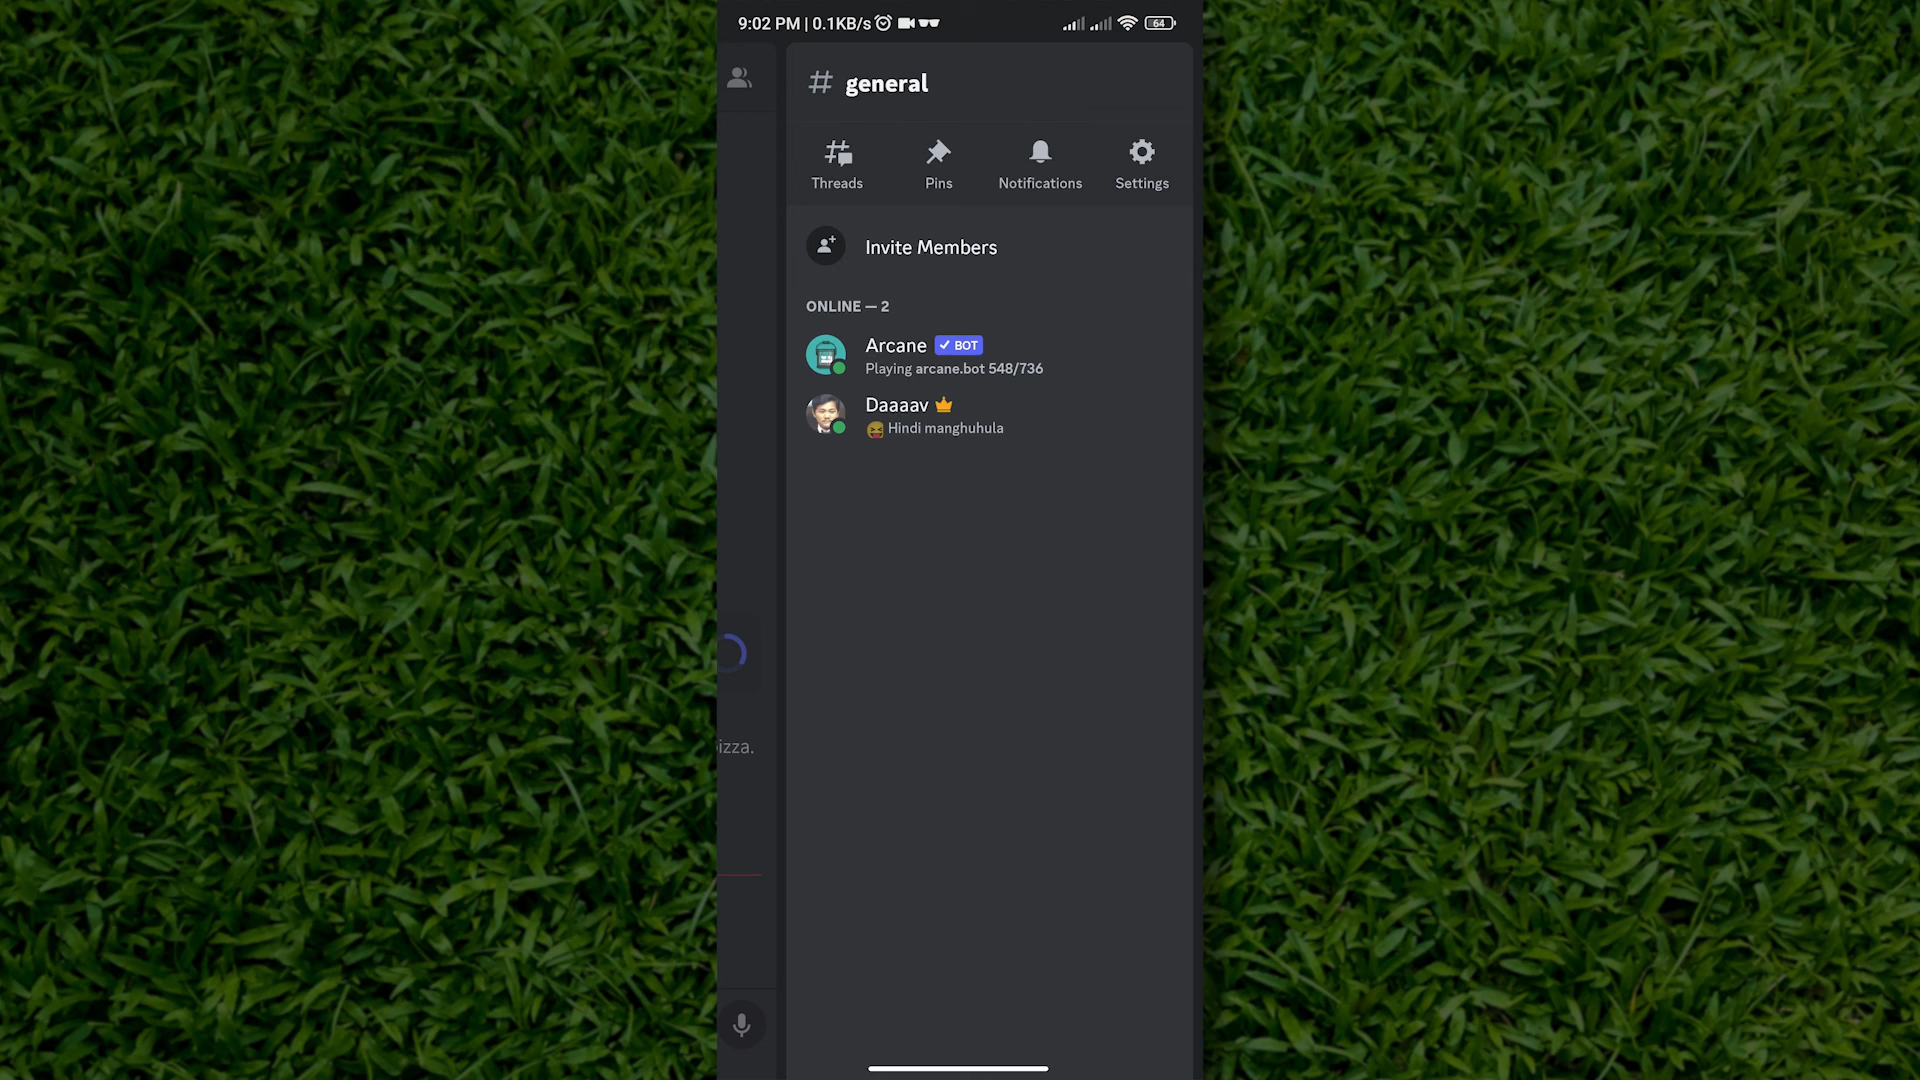 9:02 PM | 0.1KB/s
64
# general
Threads
Pins
Notifications
Settings
Invite Members
ONLINE — 2
Arcane ✓ BOT
Playing arcane.bot 548/736
Daaaav
Hindi manghuhula
izza.